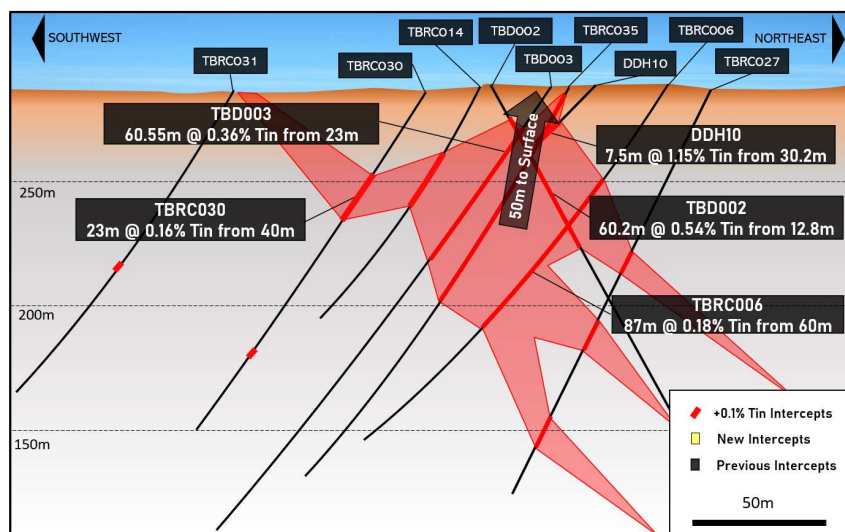 SOUTHWEST
NORTHEAST
TBRC031
TBRC030
TBRC014
TBD002
TBD003
TBRC035
DDH10
TBRC006
TBRC027
TBD003
60.55m @ 0.36% Tin from 23m
DDH10
7.5m @ 1.15% Tin from 30.2m
50m to Surface
250m
TBRC030
23m @ 0.16% Tin from 40m
TBD002
60.2m @ 0.54% Tin from 12.8m
200m
TBRC006
87m @ 0.18% Tin from 60m
150m
+0.1% Tin Intercepts
New Intercepts
Previous Intercepts
50m